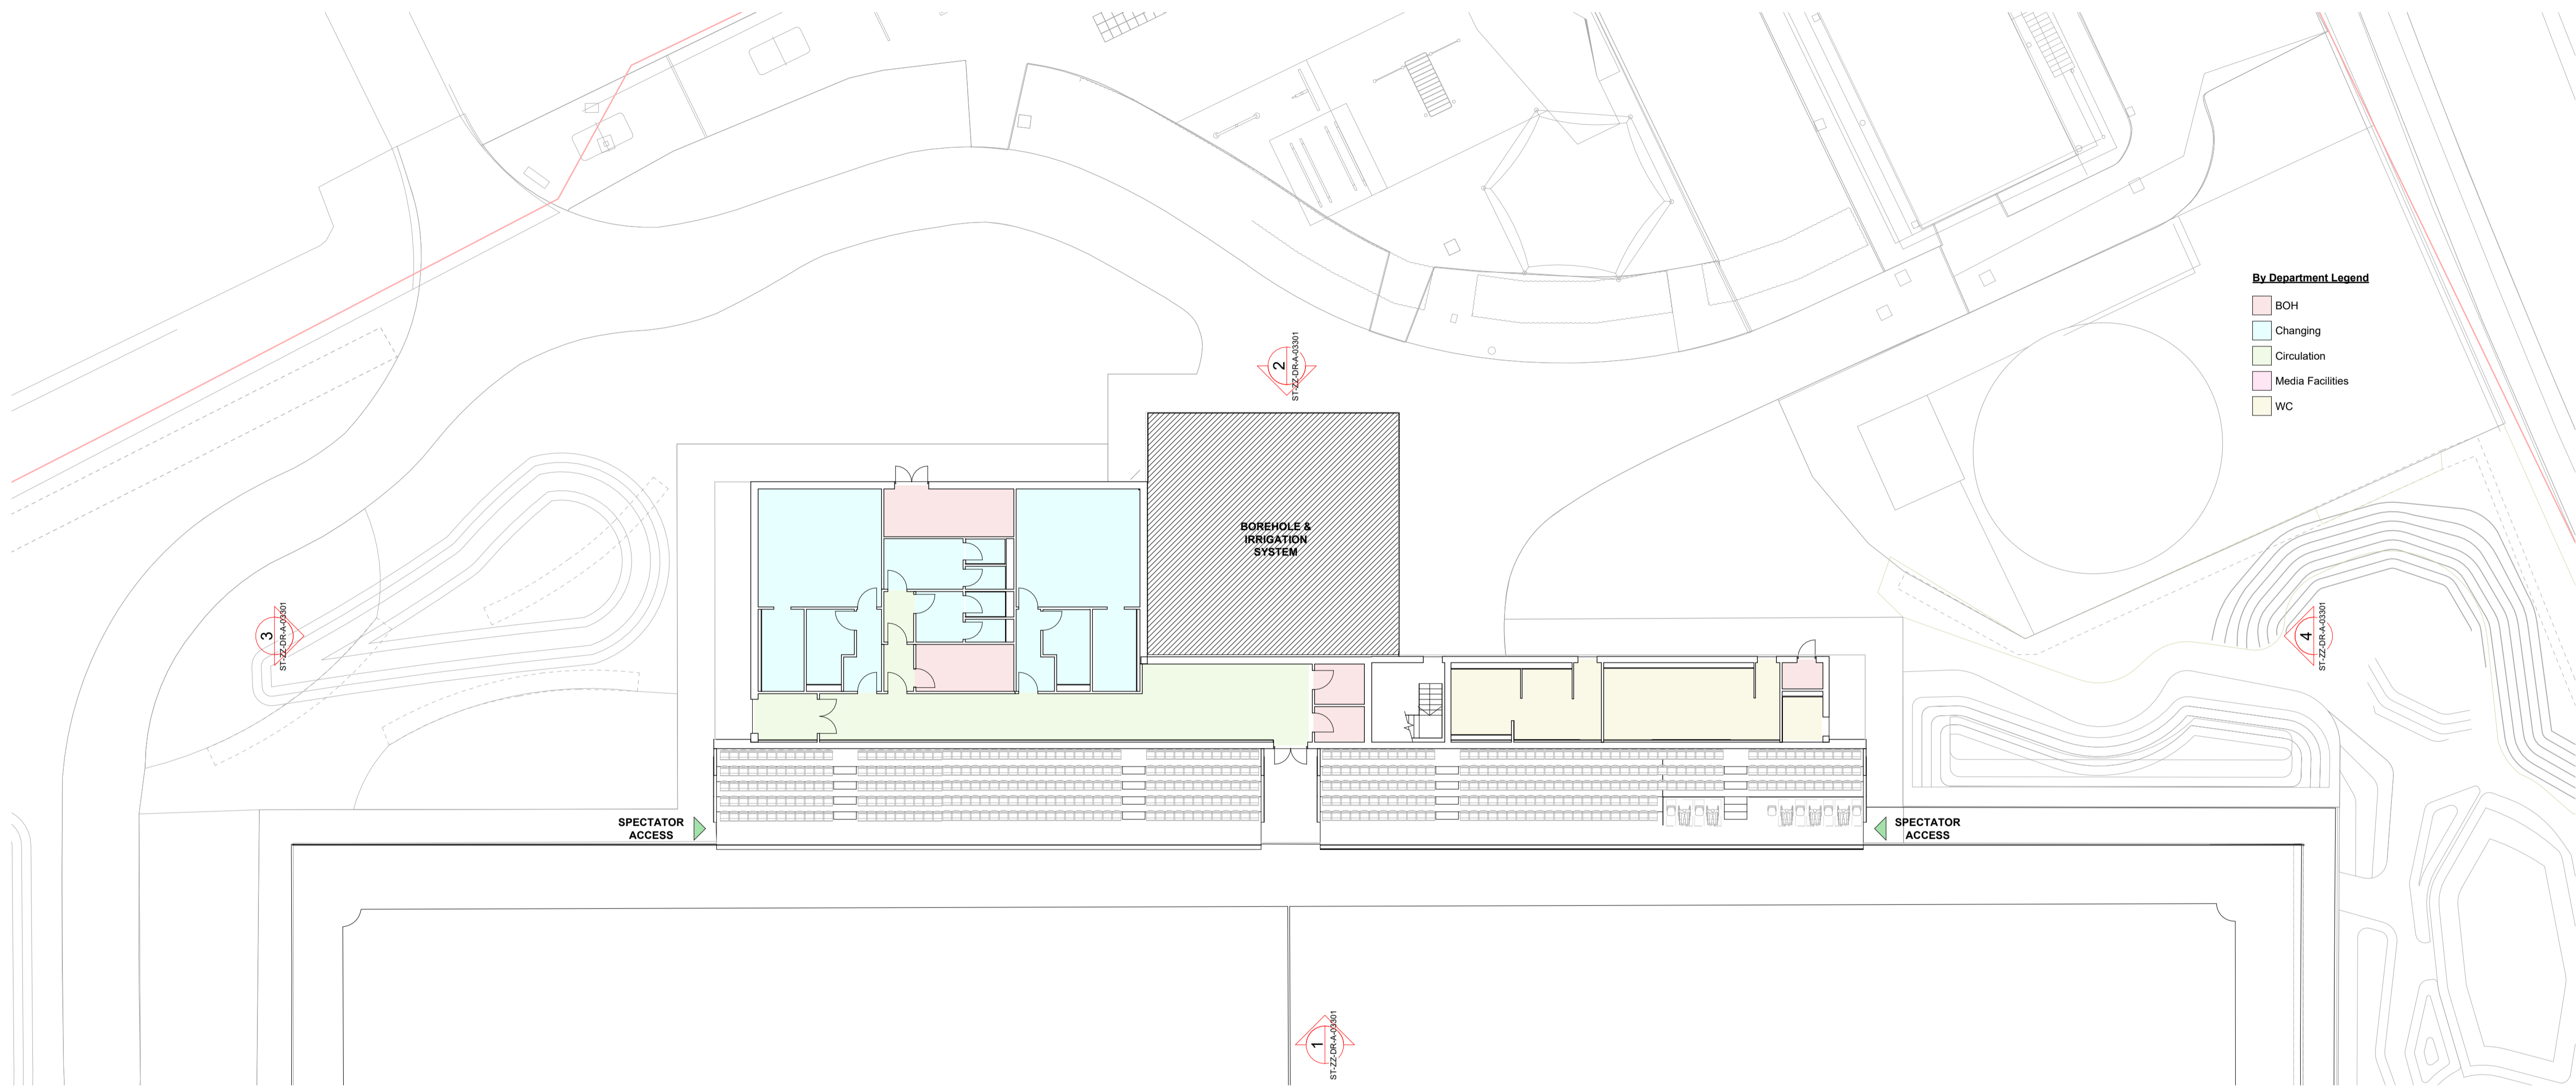 By Department Legend
BOH
Changing
Circulation
Media Facilities
WC
2
ST-ZZ-DR-A-03301
BOREHOLE &
IRRIGATION
SYSTEM
3
ST-ZZ-DR-A-03301
4
ST-ZZ-DR-A-03301
SPECTATOR
ACCESS
SPECTATOR
ACCESS
1
ST-ZZ-DR-A-03301